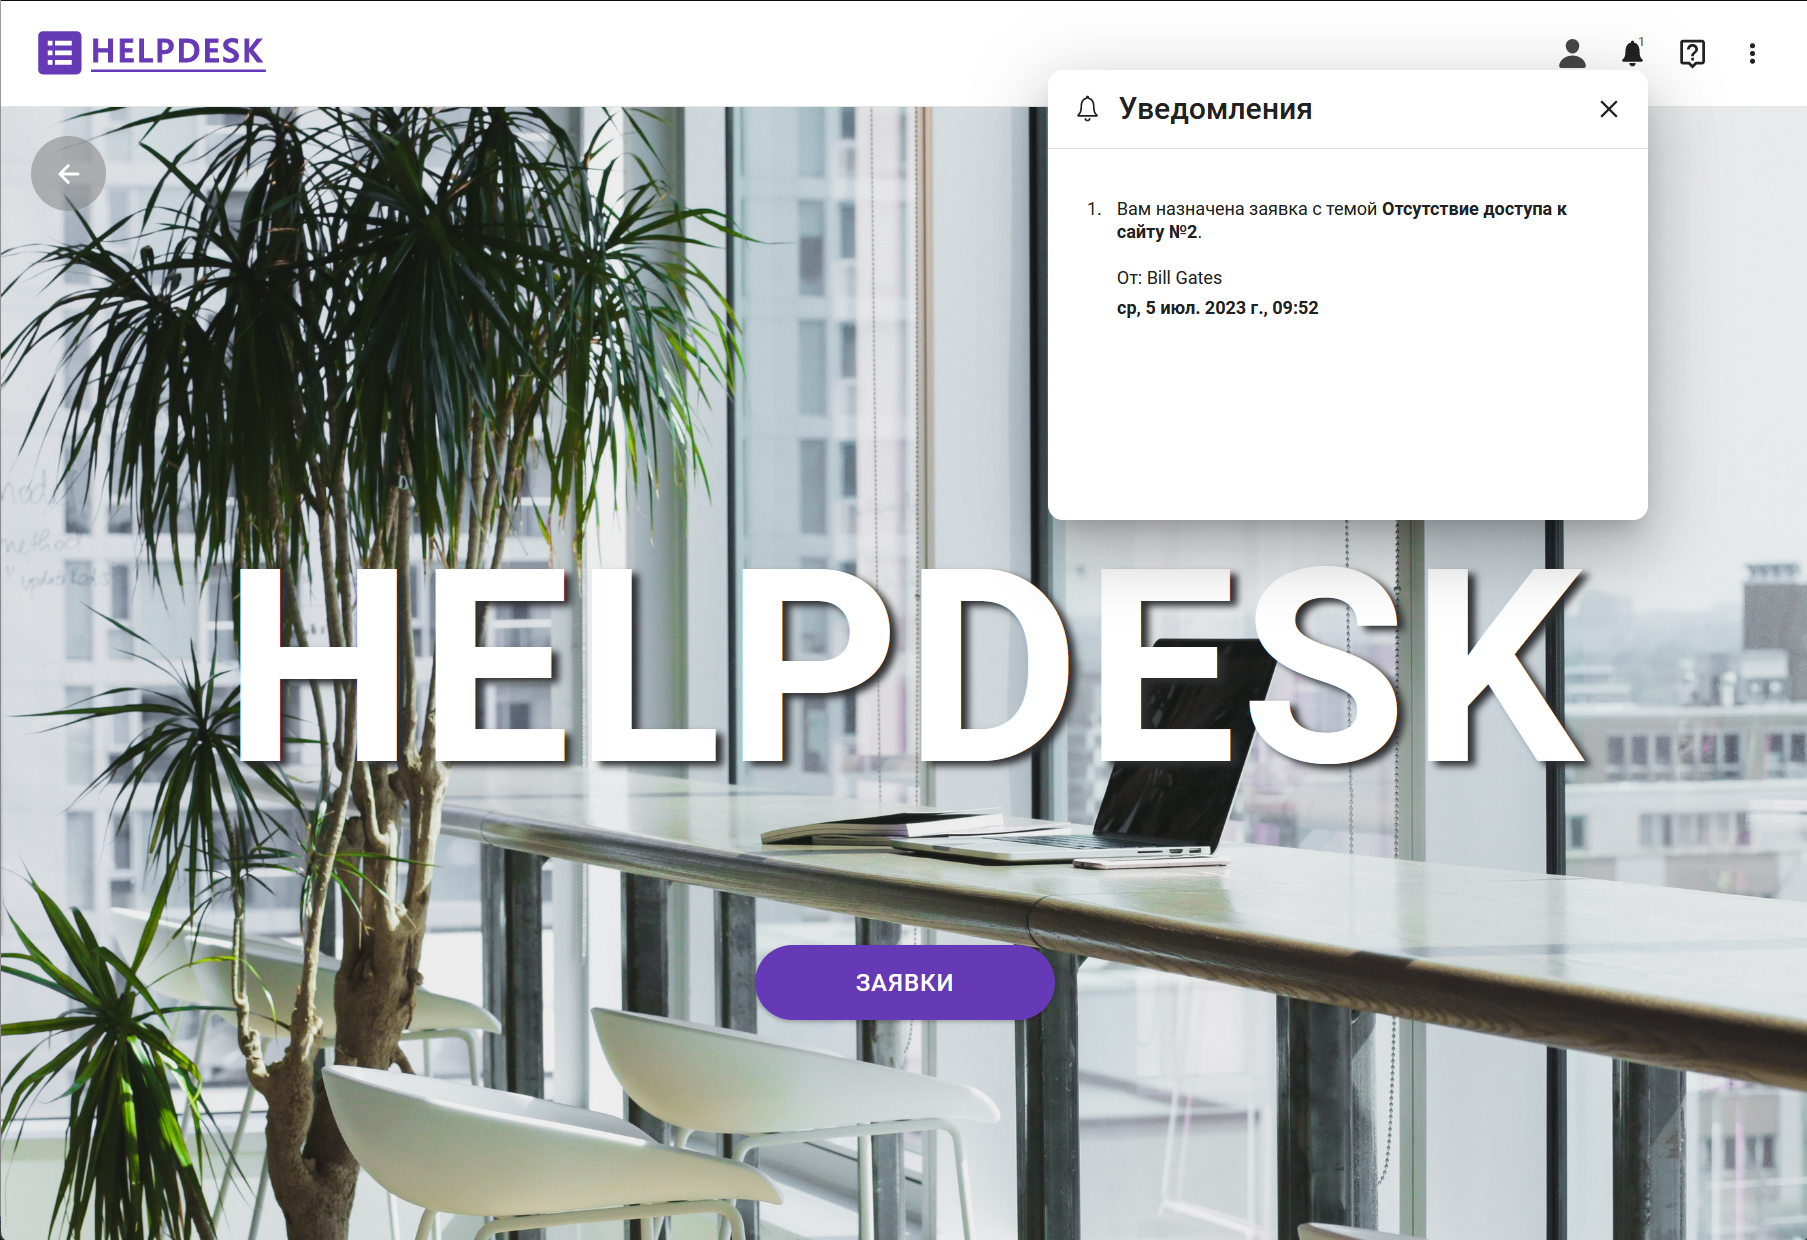 HELPDESK
1
Уведомления
1. Вам назначена заявка с темой Отсутствие доступа к
сайту №2.
От: Bill Gates
ср, 5 июл. 2023 г., 09:52
method
HELPDESK
ЗАЯВКИ